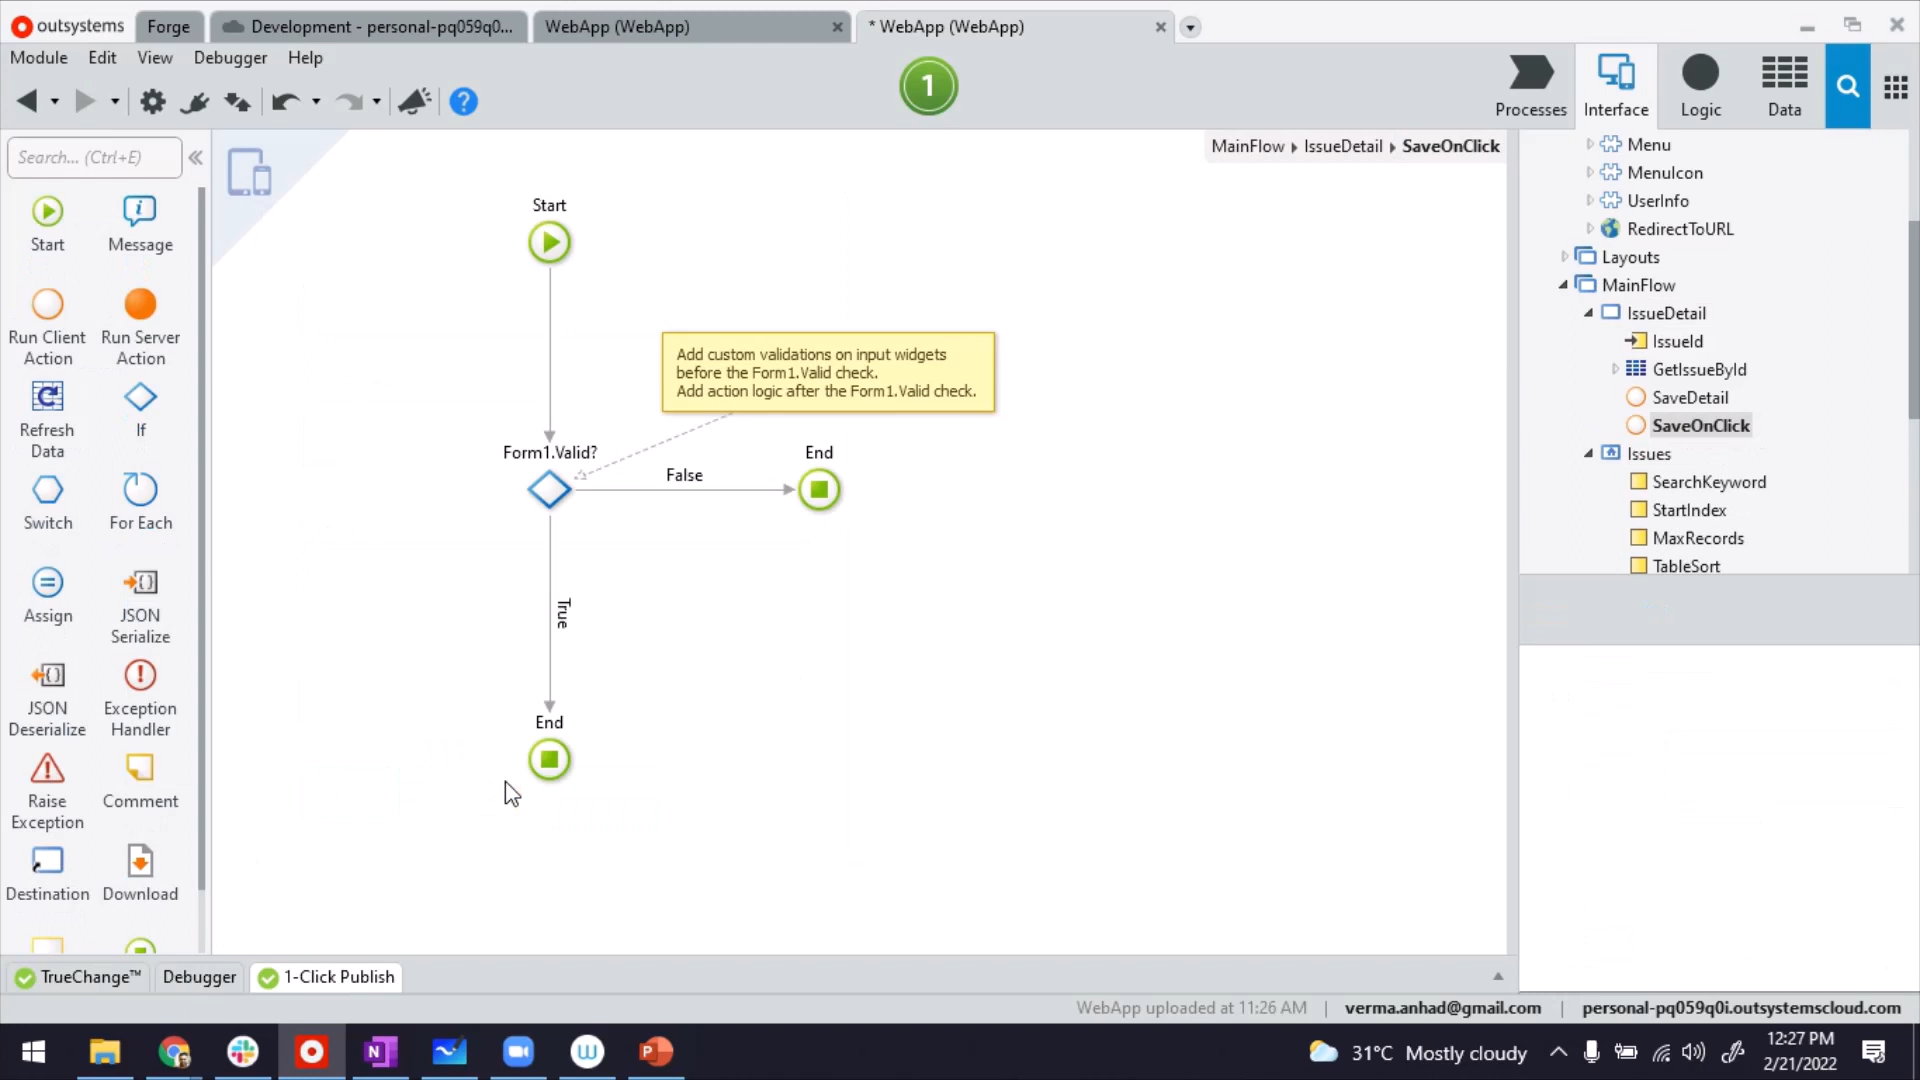 outsystems
Forge
Development - personal-pq059q0...
WebApp (WebApp)
* WebApp (WebApp)
Module
Edit
View
Debugger
Help
1
Processes
Interface
Logic
Data
Search... (Ctrl+E)
MainFlow
IssueDetail
SaveOnClick
Start
Message
Run Client
Action
Run Server
Action
Refresh
Data
If
Switch
For Each
Assign
JSON
Serialize
JSON
Deserialize
Exception
Handler
Raise
Exception
Comment
Destination
Download
Start
Add custom validations on input widgets
before the Form1.Valid check.
Add action logic after the Form1.Valid check.
Form1.Valid?
False
End
True
End
Menu
MenuIcon
UserInfo
RedirectToURL
Layouts
MainFlow
IssueDetail
IssueId
GetIssueById
SaveDetail
SaveOnClick
Issues
SearchKeyword
StartIndex
MaxRecords
TableSort
TrueChange™
Debugger
1-Click Publish
WebApp uploaded at 11:26 AM
verma.anhad@gmail.com
personal-pq059q0i.outsystemscloud.com
31°C Mostly cloudy
12:27 PM
2/21/2022